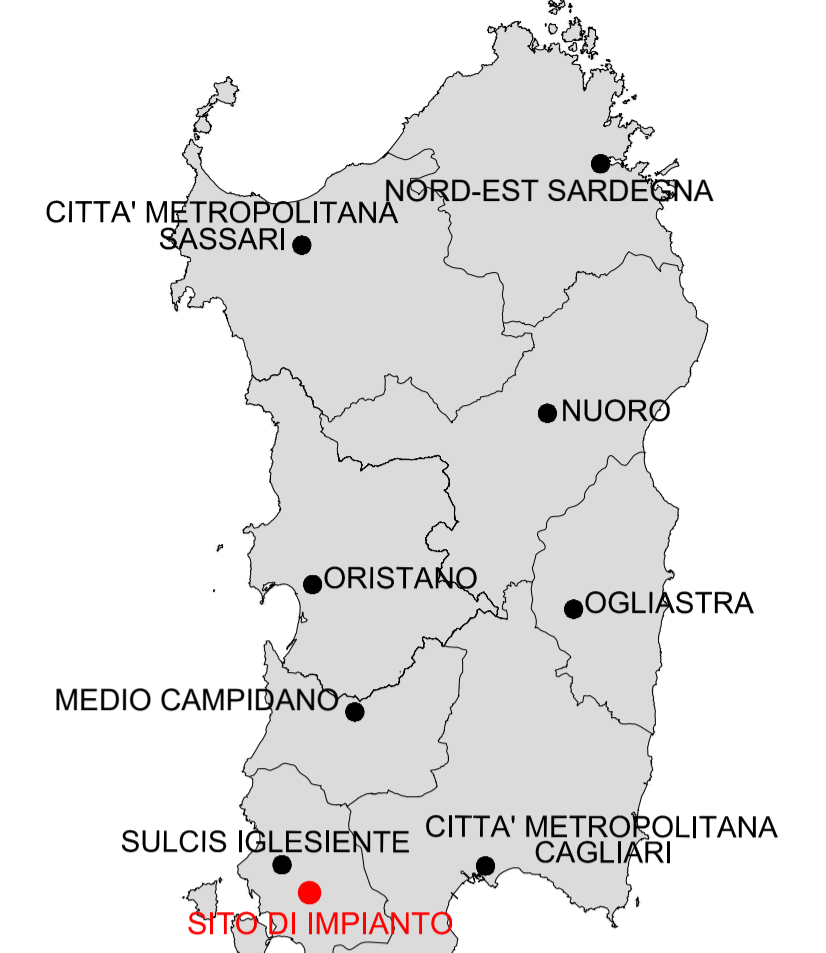 NORD-EST SARDEGNA
CITTA' METROPOLITANA
SASSARI
NUORO
ORISTANO
OGLIASTRA
MEDIO CAMPIDANO
SULCIS IGLESIENTE
CITTA' METROPOLITANA
CAGLIARI
SITO DI IMPIANTO